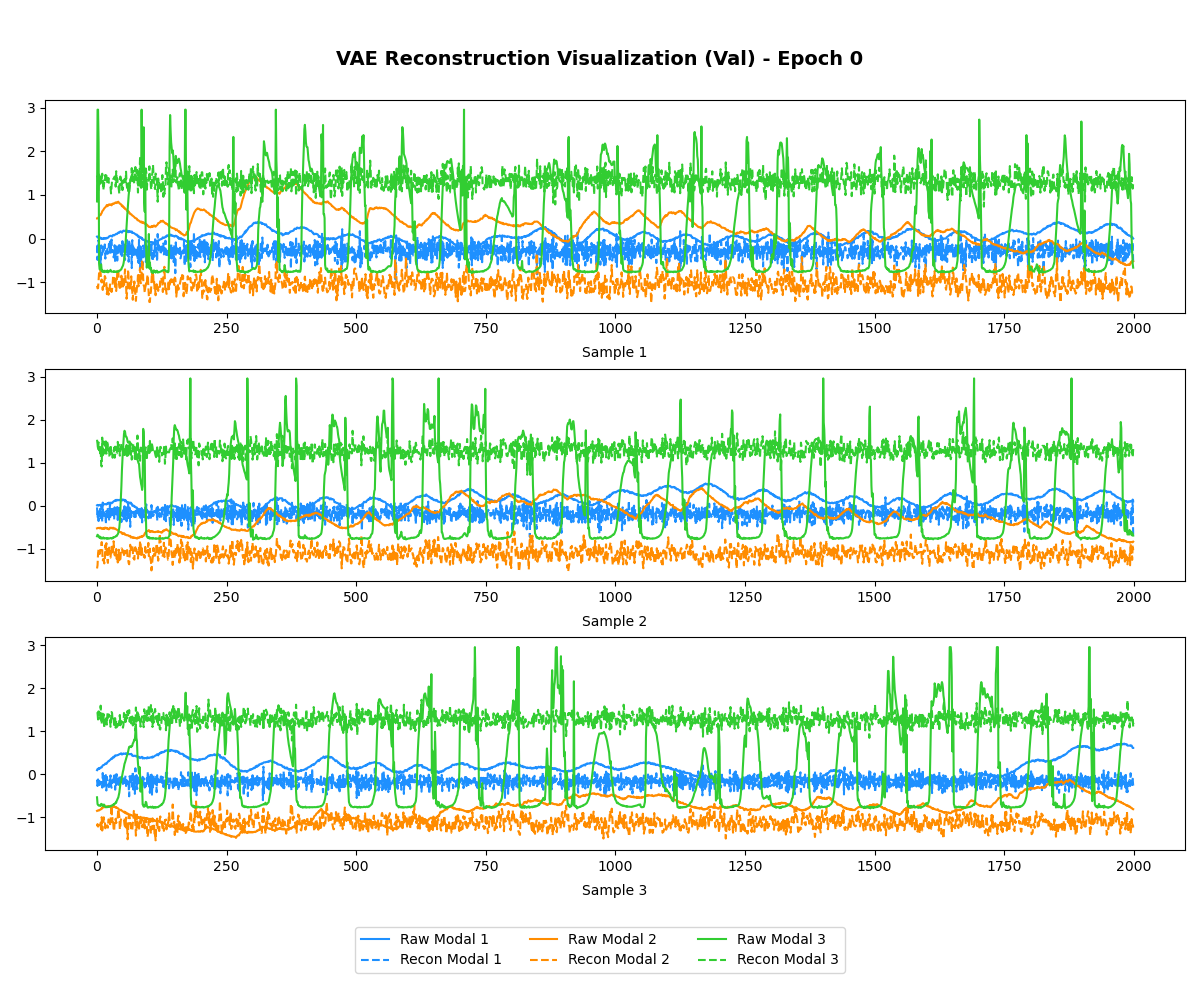 VAE Reconstruction Visualization (Val) - Epoch 0
3
2
1
0
−1
0 250 500 750 1000 1250 1500 1750 2000
Sample 1
3
2
1
0
−1
0 250 500 750 1000 1250 1500 1750 2000
Sample 2
3
2
1
0
−1
0 250 500 750 1000 1250 1500 1750 2000
Sample 3
Raw Modal 1 Raw Modal 2 Raw Modal 3
Recon Modal 1 Recon Modal 2 Recon Modal 3